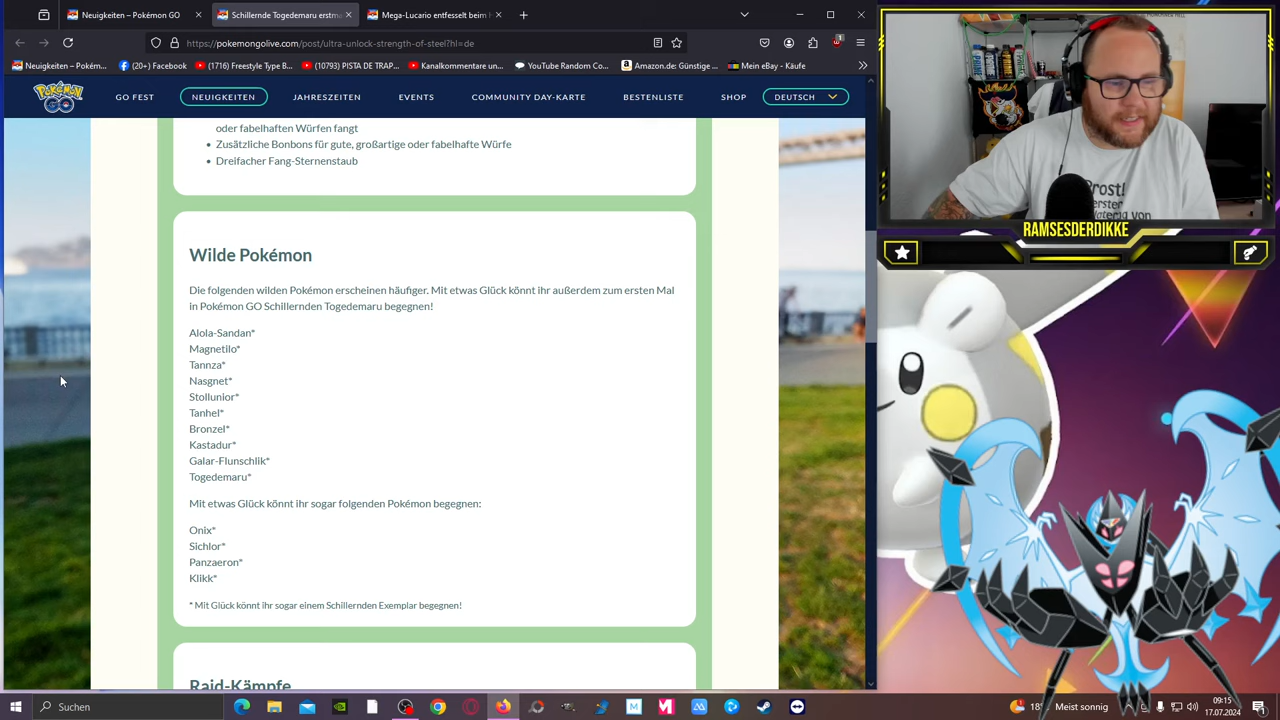 Neuigkeiten – Pokém...
Ultra-Unlock
Schillerndes Togedemaru erstm
Mega-Lucario entfesselt beim
https://pokemongolive.com/post/ultra-unlock-strength-of-steel?hl=de
Neuigkeiten – Pokém...
(20+) Facebook
(1716) Freestyle Type ...
(10793) PISTA DE TRAP...
Kanalkommentare un...
YouTube Random Co...
Amazon.de: Günstige ...
Mein eBay - Käufe
POKÉMON GO
GO FEST
NEUIGKEITEN
JAHRESZEITEN
EVENTS
COMMUNITY DAY-KARTE
BESTENLISTE
SHOP
DEUTSCH
oder fabelhaften Würfen fangt
• Zusätzliche Bonbons für gute, großartige oder fabelhafte Würfe
• Dreifacher Fang-Sternenstaub
Wilde Pokémon
Die folgenden wilden Pokémon erscheinen häufiger. Mit etwas Glück könnt ihr außerdem zum ersten Mal
in Pokémon GO Schillernden Togedemaru begegnen!
Alola-Sandan*
Magnetilo*
Tannza*
Nasgnet*
Stollunior*
Tanhel*
Bronzel*
Kastadur*
Galar-Flunschlik*
Togedemaru*
Mit etwas Glück könnt ihr sogar folgenden Pokémon begegnen:
Onix*
Sichlor*
Panzaeron*
Klikk*
* Mit Glück könnt ihr sogar einem Schillernden Exemplar begegnen!
Raid-Kämpfe
Prost!
RAMSESDERDIKKE
Suchen
18°
Meist sonnig
09:15
17.07.2024